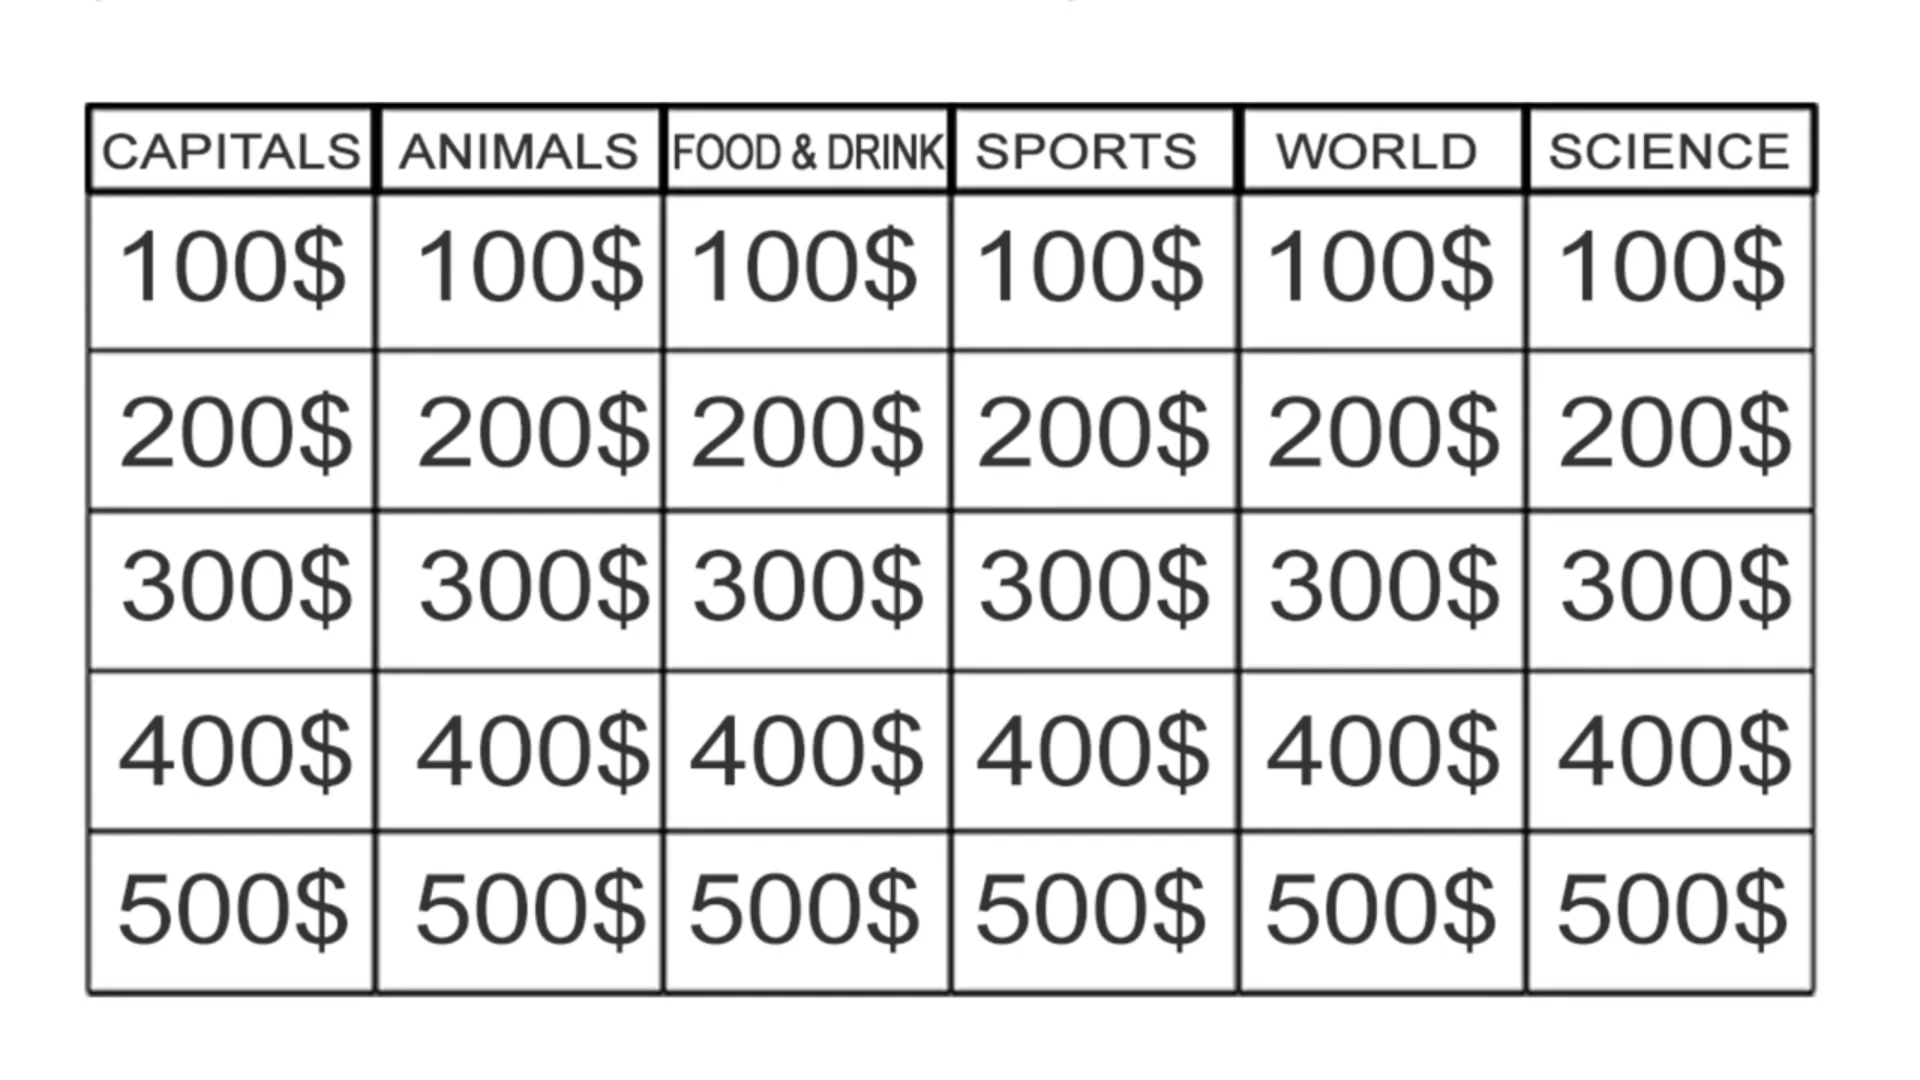 CAPITALS ANIMALS FOOD & DRINK SPORTS WORLD SCIENCE
100$ 100$ 100$ 100$ 100$ 100$
200$ 200$ 200$ 200$ 200$ 200$
300$ 300$ 300$ 300$ 300$ 300$
400$ 400$ 400$ 400$ 400$ 400$
500$ 500$ 500$ 500$ 500$ 500$